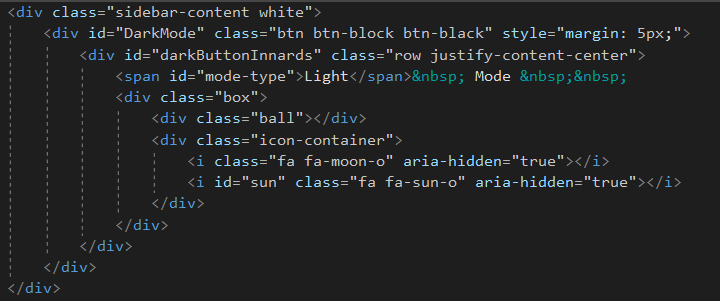 <div class="sidebar-content white">
<div id="DarkMode" class="btn btn-block btn-black" style="margin: 5px;">
<div id="darkButtonInnards" class="row justify-content-center">
<span id="mode-type">Light</span>&nbsp; Mode &nbsp;&nbsp;
<div class="box">
<div class="ball"></div>
<div class="icon-container">
<i class="fa fa-moon-o" aria-hidden="true"></i>
<i id="sun" class="fa fa-sun-o" aria-hidden="true"></i>
</div>
</div>
</div>
</div>
</div>